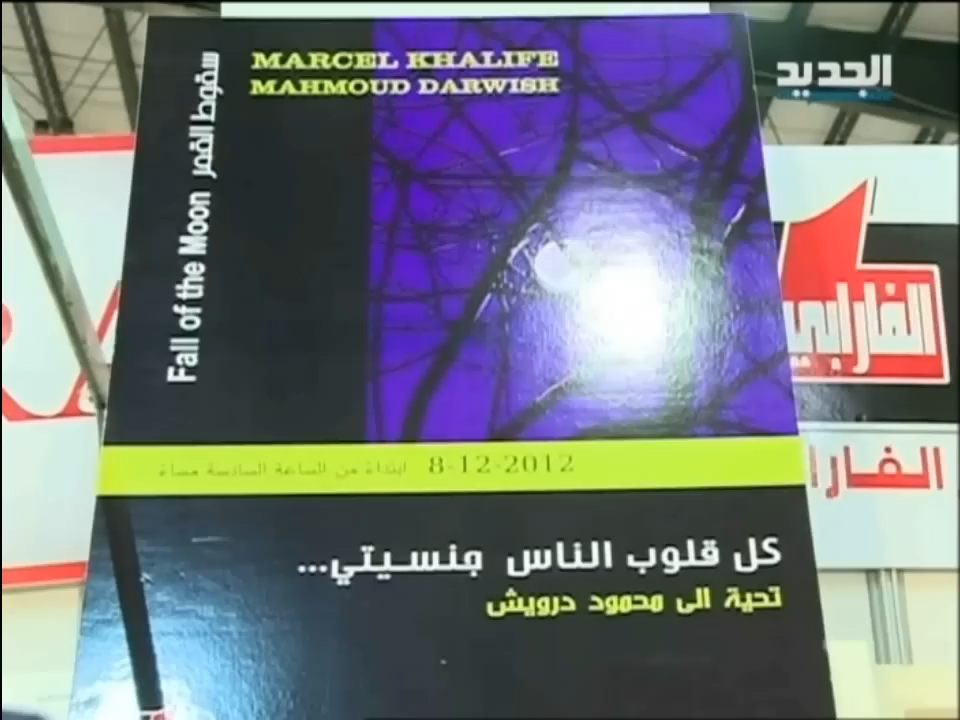 MARCEL KHALIFE
MAHMOUD DARWISH
سقوط القمر
Fall of the Moon
الجديد
الفارابي
8-12-2012 ابتداءً من الساعة السادسة مساءً
كل قلوب الناس جنسيتي...
تحية الى محمود درويش